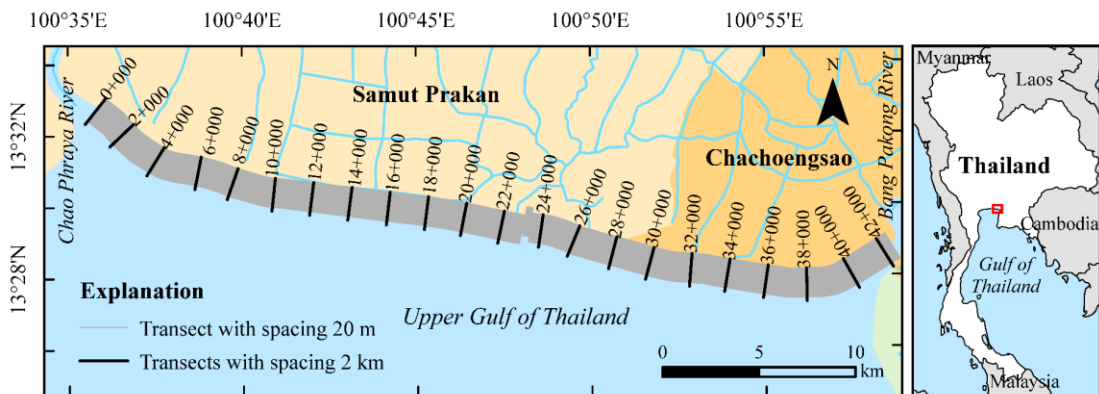 100°35'E
100°40'E
100°45'E
100°50'E
100°55'E
13°32'N
13°28'N
Chao Phraya River
Samut Prakan
Chachoengsao
Bang Pakong River
N
0+000
2+000
4+000
6+000
8+000
10+000
12+000
14+000
16+000
18+000
20+000
22+000
24+000
26+000
28+000
30+000
32+000
34+000
36+000
38+000
40+000
42+000
Explanation
Transect with spacing 20 m
Transects with spacing 2 km
Upper Gulf of Thailand
0
5
10
km
Myanmar
Laos
Thailand
Cambodia
Gulf of
Thailand
Malaysia